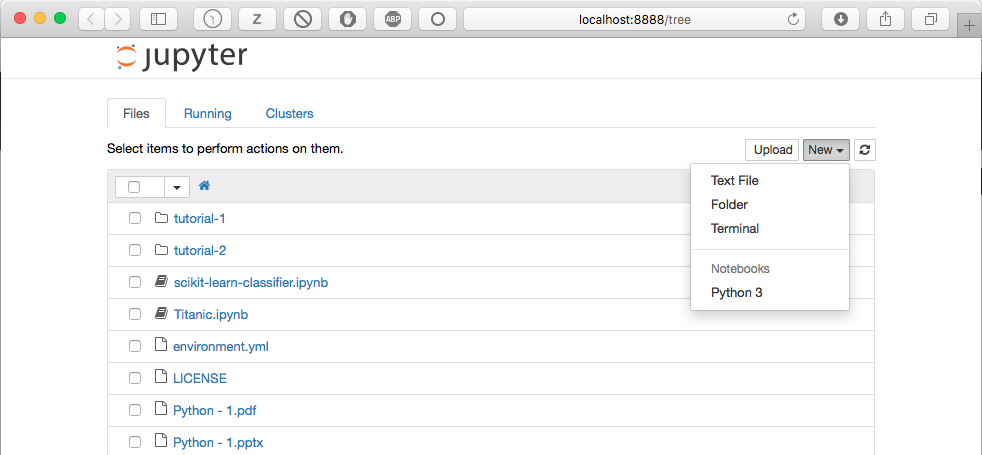 Z
ABP
localhost:8888/tree
jupyter
Files Running Clusters
Select items to perform actions on them.
Upload New
Text File
Folder
Terminal
Notebooks
Python 3
tutorial-1
tutorial-2
scikit-learn-classifier.ipynb
Titanic.ipynb
environment.yml
LICENSE
Python - 1.pdf
Python - 1.pptx